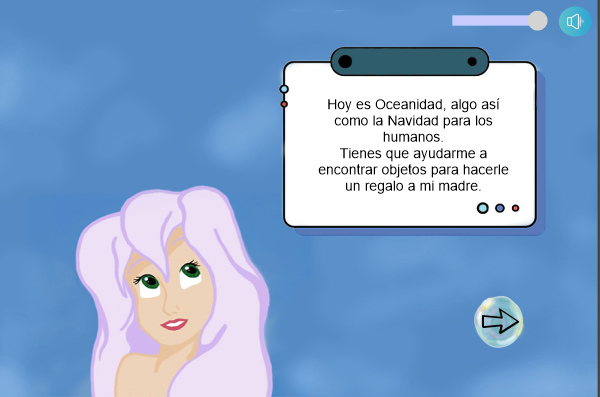 Hoy es Oceanidad, algo así
como la Navidad para los
humanos.
Tienes que ayudarme a
encontrar objetos para hacerle
un regalo a mi madre.